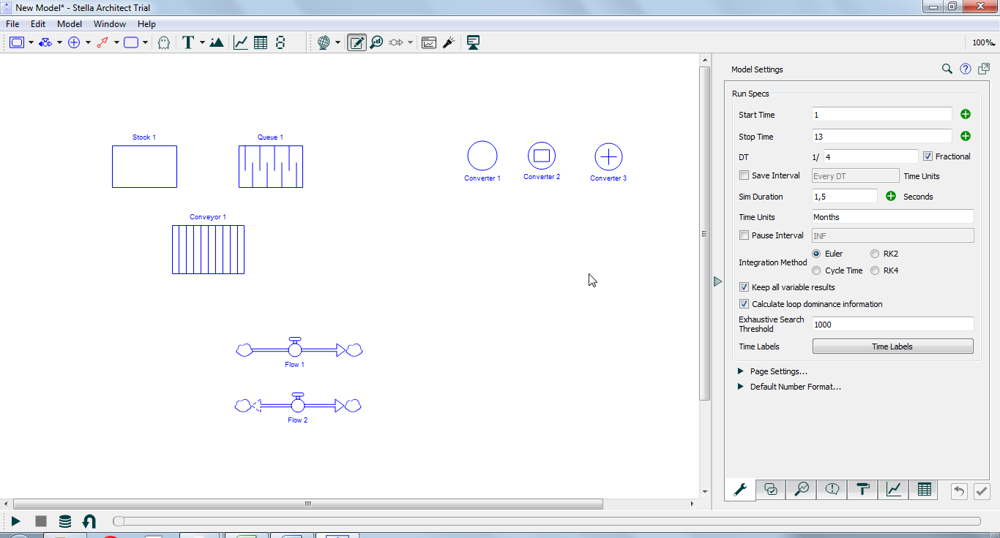 New Model* - Stella Architect Trial
File Edit Model Window Help
T
100%
Stock 1
Queue 1
Conveyor 1
Converter 1
Converter 2
Converter 3
Flow 1
Flow 2
Model Settings
Run Specs
Start Time 1
Stop Time 13
DT 1/ 4 Fractional
Save Interval Every DT Time Units
Sim Duration 1,5 Seconds
Time Units Months
Pause Interval INF
Integration Method Euler RK2
Cycle Time RK4
Keep all variable results
Calculate loop dominance information
Exhaustive Search
Threshold 1000
Time Labels Time Labels
Page Settings...
Default Number Format...